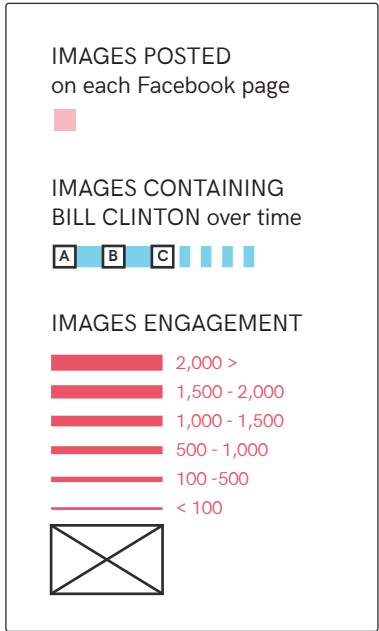 IMAGES POSTED
on each Facebook page
IMAGES CONTAINING
BILL CLINTON over time
A B C
IMAGES ENGAGEMENT
2,000 >
1,500 - 2,000
1,000 - 1,500
500 - 1,000
100 -500
< 100